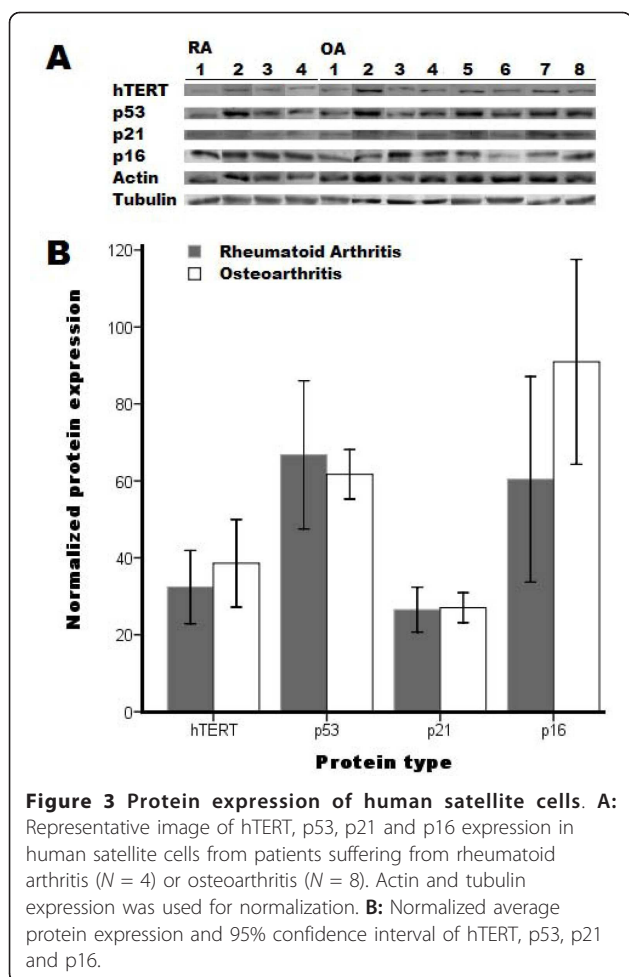 A
RA OA
1 2 3 4 1 2 3 4 5 6 7 8
hTERT
p53
p21
p16
Actin
Tubulin
B
Rheumatoid Arthritis
Osteoarthritis
Normalized protein expression
120
100
80
60
40
20
0
hTERT p53 p21 p16
Protein type
Figure 3 Protein expression of human satellite cells. A:
Representative image of hTERT, p53, p21 and p16 expression in
human satellite cells from patients suffering from rheumatoid
arthritis (N = 4) or osteoarthritis (N = 8). Actin and tubulin
expression was used for normalization. B: Normalized average
protein expression and 95% confidence interval of hTERT, p53, p21
and p16.